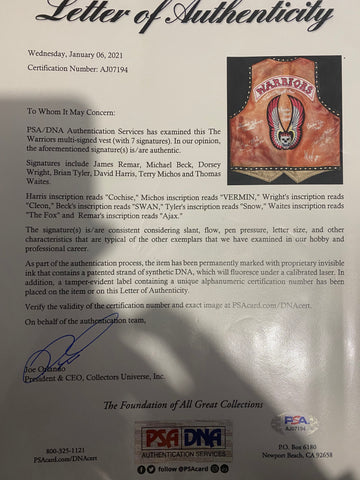 Letter of Authenticity
Wednesday, January 06, 2021
Certification Number: AJ07194
WARRIORS
To Whom It May Concern:
PSA/DNA Authentication Services has examined this The
Warriors multi-signed vest (with 7 signatures). In our opinion,
the aforementioned signature(s) is/are authentic.
Signatures include James Remar, Michael Beck, Dorsey
Wright, Brian Tyler, David Harris, Terry Michos and Thomas
Waites.
Harris inscription reads "Cochise," Michos inscription reads "VERMIN, Wright's inscription reads
"Cleon," Beck's inscription reads "SWAN," Tyler's inscription reads "Snow," Waites inscription reads
"The Fox" and Remar's inscription reads "Ajax."
The signature(s) is/are consistent considering slant, flow, pen pressure, letter size, and other
characteristics that are typical of the other exemplars that we have examined in our hobby and
professional career.
As part of the authentication process, the item has been permanently marked with proprietary invisible
ink that contains a patented strand of synthetic DNA, which will fluoresce under a calibrated laser. In
addition, a tamper-evident label containing a unique alphanumeric certification number has been
placed on the item or on this Letter of Authenticity.
Verify the validity of the certification number and exact image at PSAcard.com/DNAcert.
On behalf of the authentication team,
Joe Orlando
President & CEO, Collectors Universe, Inc.
The Foundation of All Great Collections
PSA
AJ07194
800-325-1121
PSAcard.com/DNAcert
PSA DNA
AUTHENTICATION SERVICES
Follow @PSAcard
P.O. Box 6180
Newport Beach, CA 92658